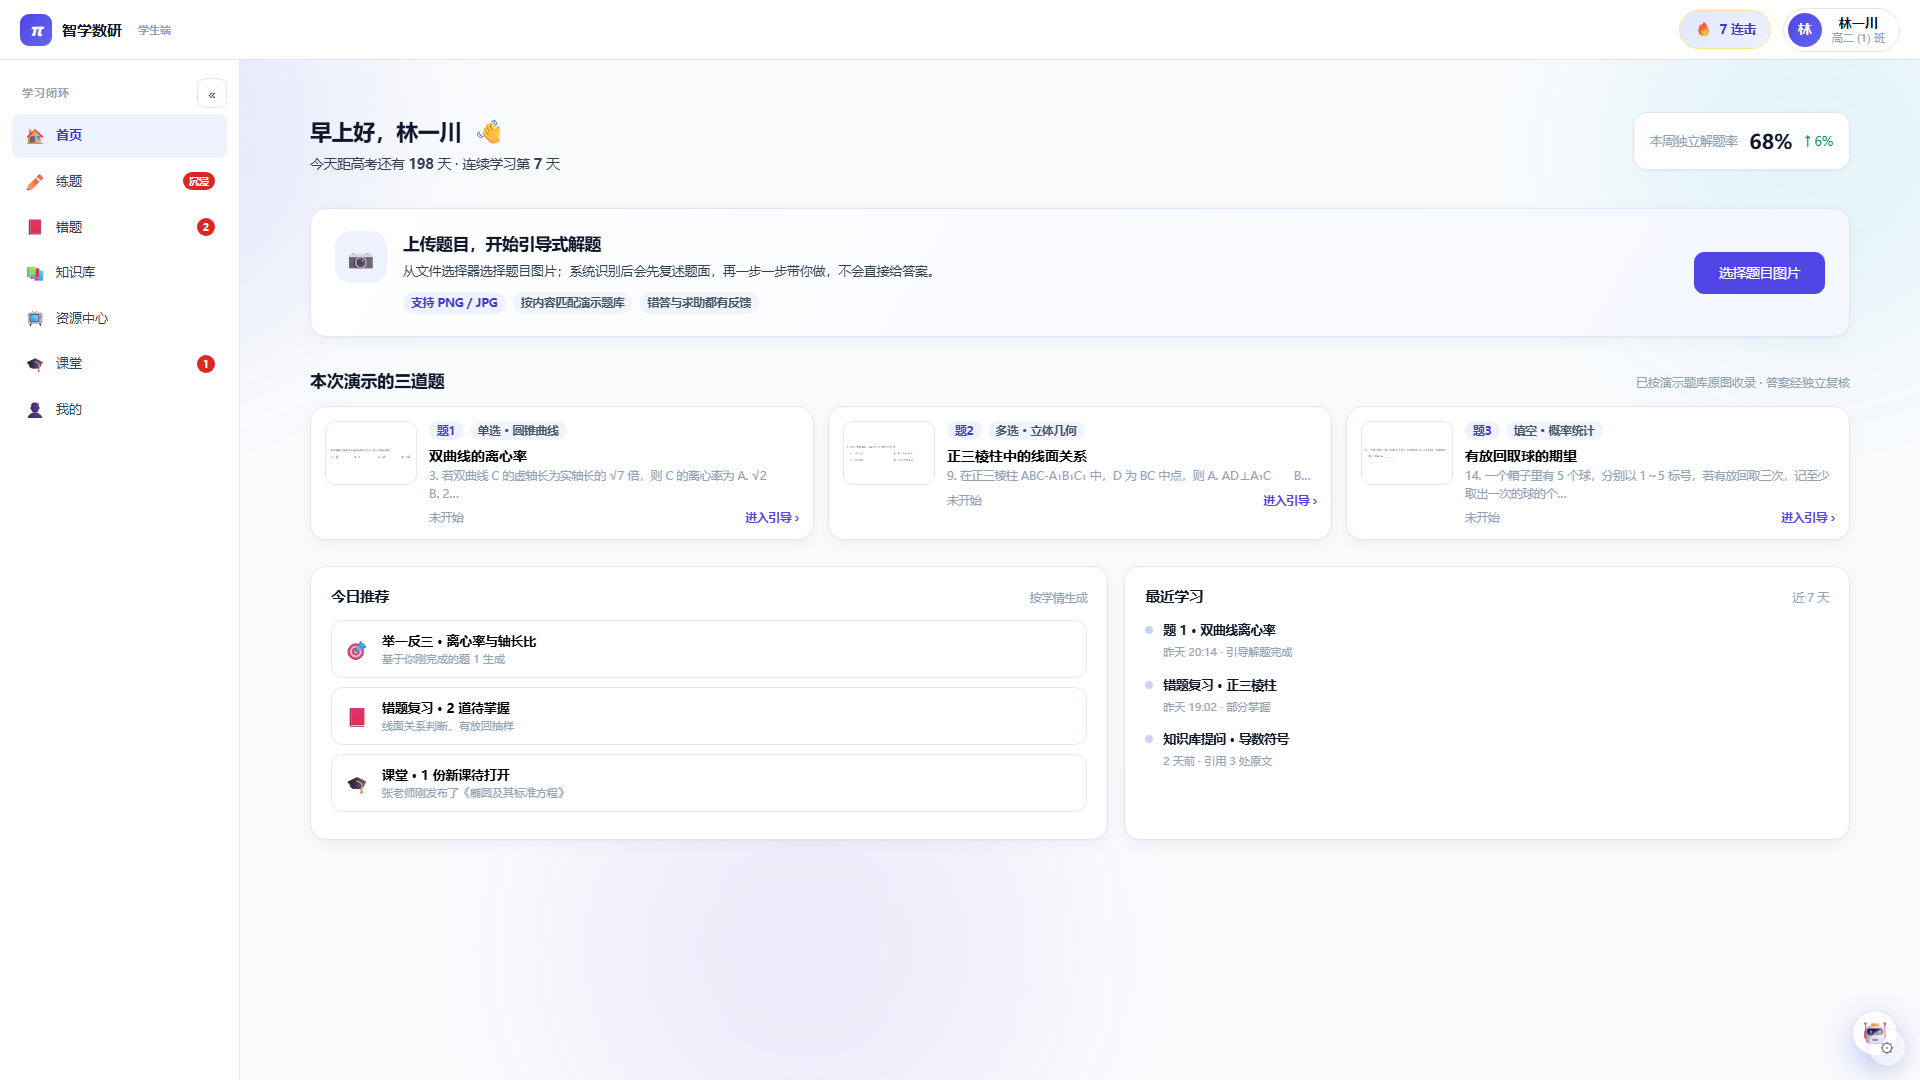 π 智学数研 学生端
7 连击
林 林一川
高二 (1) 班
学习闭环 «
首页
练题 沉浸
错题 2
知识库
资源中心
课堂 1
我的
早上好，林一川
今天距高考还有 198 天 · 连续学习第 7 天
本周独立解题率 68% ↑ 6%
上传题目，开始引导式解题
从文件选择器选择题目图片；系统识别后会先复述题面，再一步一步带你做，不会直接给答案。
支持 PNG / JPG 按内容匹配演示题库 错答与求助都有反馈
选择题目图片
本次演示的三道题 已按演示题库原图收录 · 答案经独立复核
题1 单选 • 圆锥曲线
双曲线的离心率
3. 若双曲线 C 的虚轴长为实轴长的 √7 倍，则 C 的离心率为 A. √2
B. 2...
未开始 进入引导 ›
题2 多选 • 立体几何
正三棱柱中的线面关系
9. 在正三棱柱 ABC-A₁B₁C₁ 中，D 为 BC 中点，则 A. AD⊥A₁C B...
未开始 进入引导 ›
题3 填空 • 概率统计
有放回取球的期望
14. 一个箱子里有 5 个球，分别以 1～5 标号，若有放回取三次，记至少
取出一次的球的个...
未开始 进入引导 ›
今日推荐 按学情生成
举一反三 • 离心率与轴长比
基于你刚完成的题 1 生成
错题复习 • 2 道待掌握
线面关系判断、有放回抽样
课堂 • 1 份新课待打开
张老师刚发布了《椭圆及其标准方程》
最近学习 近 7 天
题 1 • 双曲线离心率
昨天 20:14 · 引导解题完成
错题复习 • 正三棱柱
昨天 19:02 · 部分掌握
知识库提问 • 导数符号
2 天前 · 引用 3 处原文